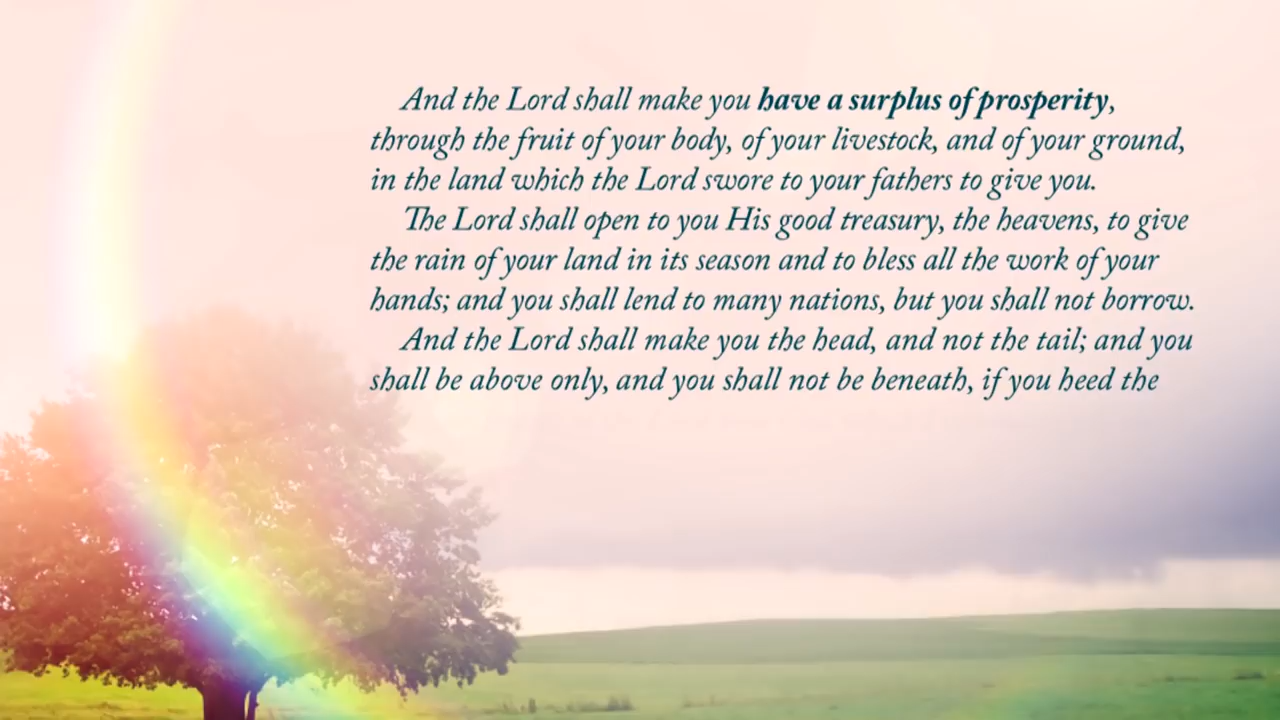 And the Lord shall make you have a surplus of prosperity,
through the fruit of your body, of your livestock, and of your ground,
in the land which the Lord swore to your fathers to give you.
The Lord shall open to you His good treasury, the heavens, to give
the rain of your land in its season and to bless all the work of your
hands; and you shall lend to many nations, but you shall not borrow.
And the Lord shall make you the head, and not the tail; and you
shall be above only, and you shall not be beneath, if you heed the